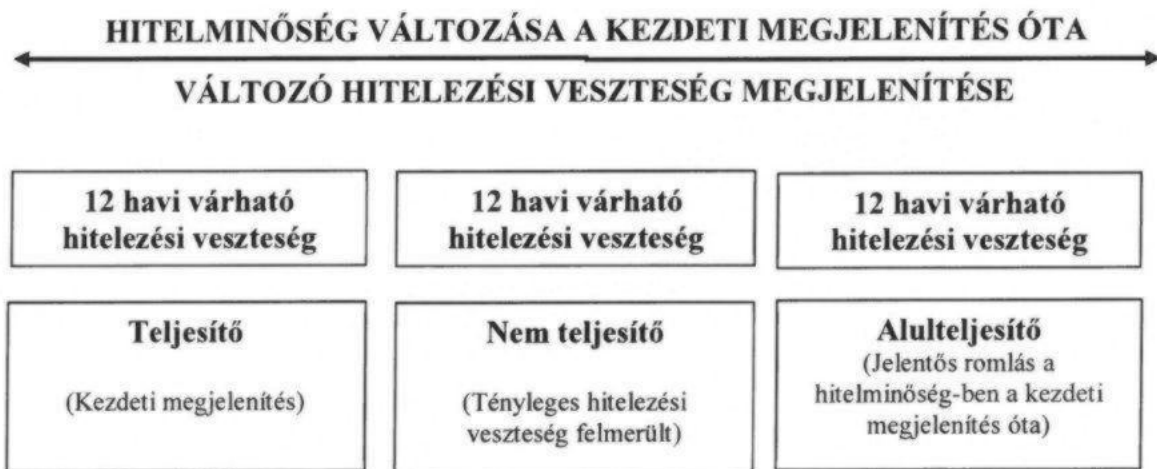 HITELMINŐSÉG VÁLTOZÁSA A KEZDETI MEGJELENÍTÉS ÓTA
VÁLTOZÓ HITELEZÉSI VESZTESÉG MEGJELENÍTÉSE
12 havi várható
hitelezési veszteség
12 havi várható
hitelezési veszteség
12 havi várható
hitelezési veszteség
Teljesítő
(Kezdeti megjelenítés)
Nem teljesítő
(Tényleges hitelezési
veszteség felmerült)
Alulteljesítő
(Jelentős romlás a
hitelminőség-ben a kezdeti
megjelenítés óta)